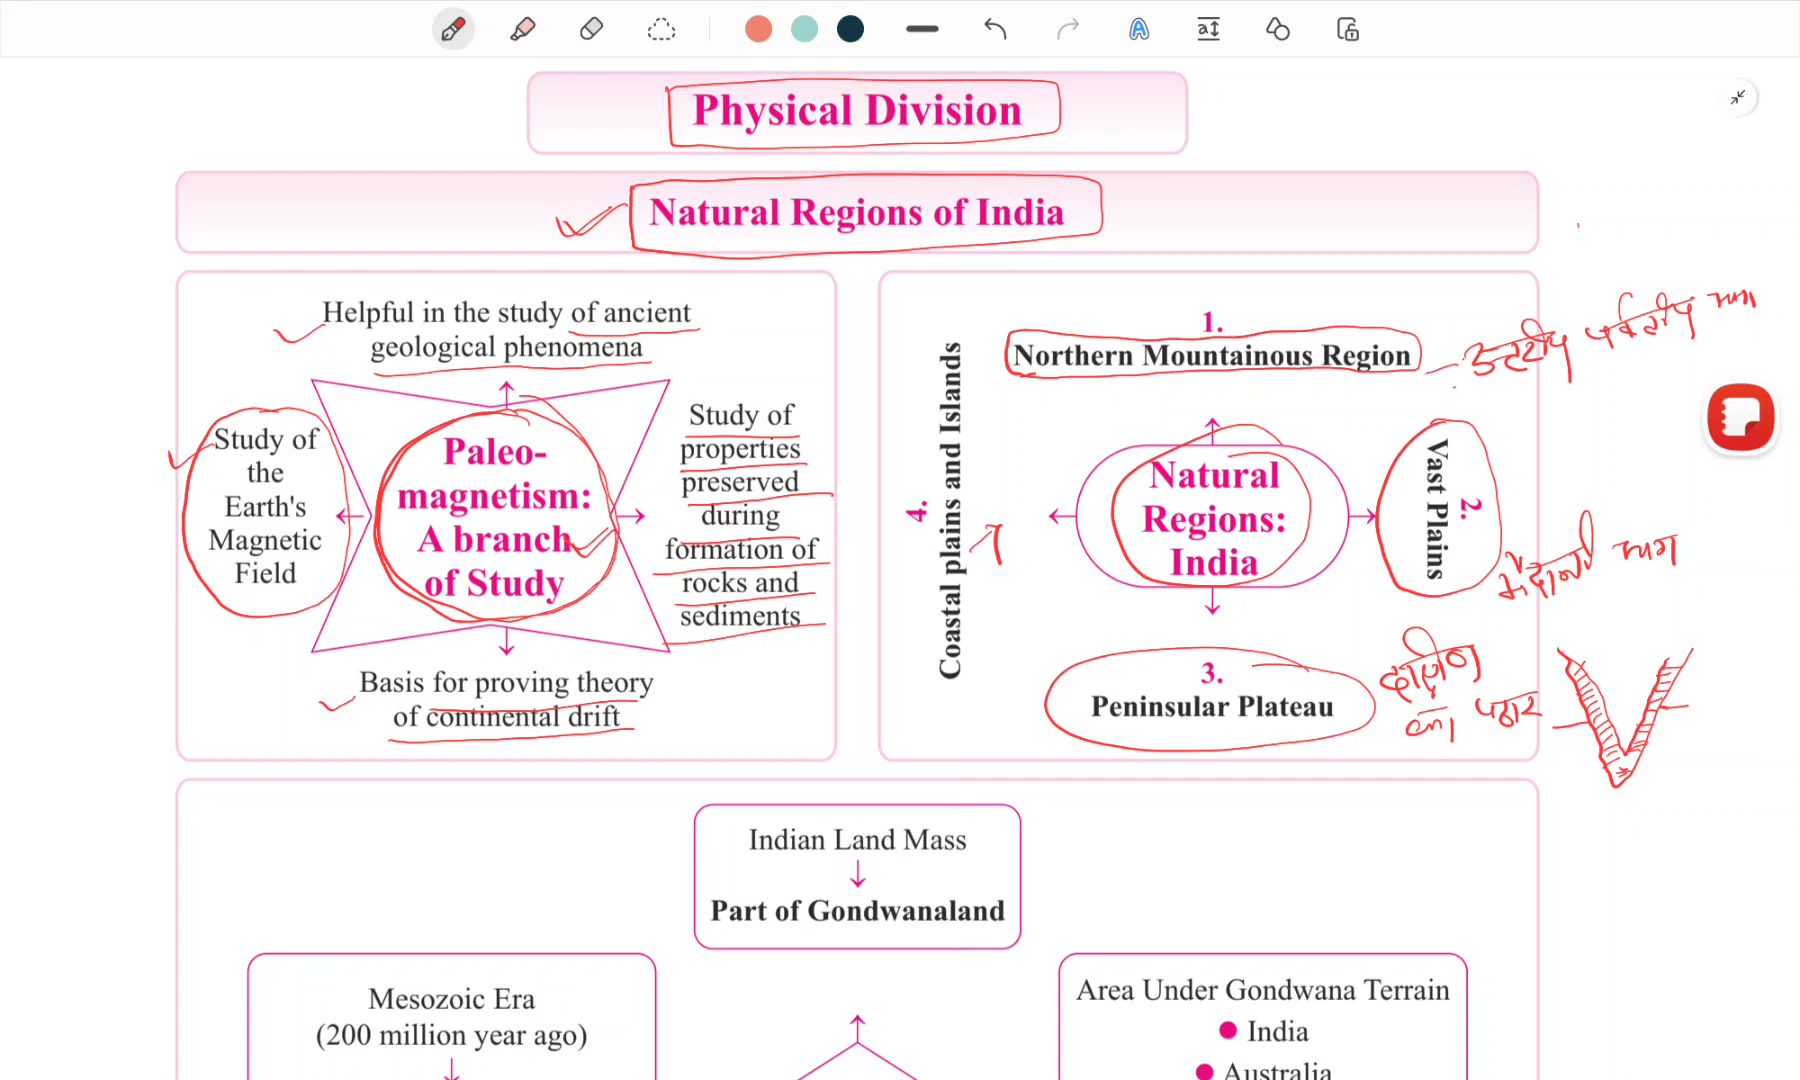 Physical Division
Natural Regions of India
Helpful in the study of ancient
geological phenomena
Study of
the
Earth's
Magnetic
Field
Paleo-
magnetism:
A branch
of Study
Study of
properties
preserved
during
formation of
rocks and
sediments
Basis for proving theory
of continental drift
1.
Northern Mountainous Region
उत्तरीय पर्वतीय भाग
4.
Coastal plains and Islands
Natural
Regions:
India
2.
Vast Plains
मैदानी भाग
3.
Peninsular Plateau
का पठार
Indian Land Mass
Part of Gondwanaland
Mesozoic Era
(200 million year ago)
Area Under Gondwana Terrain
India
Australia